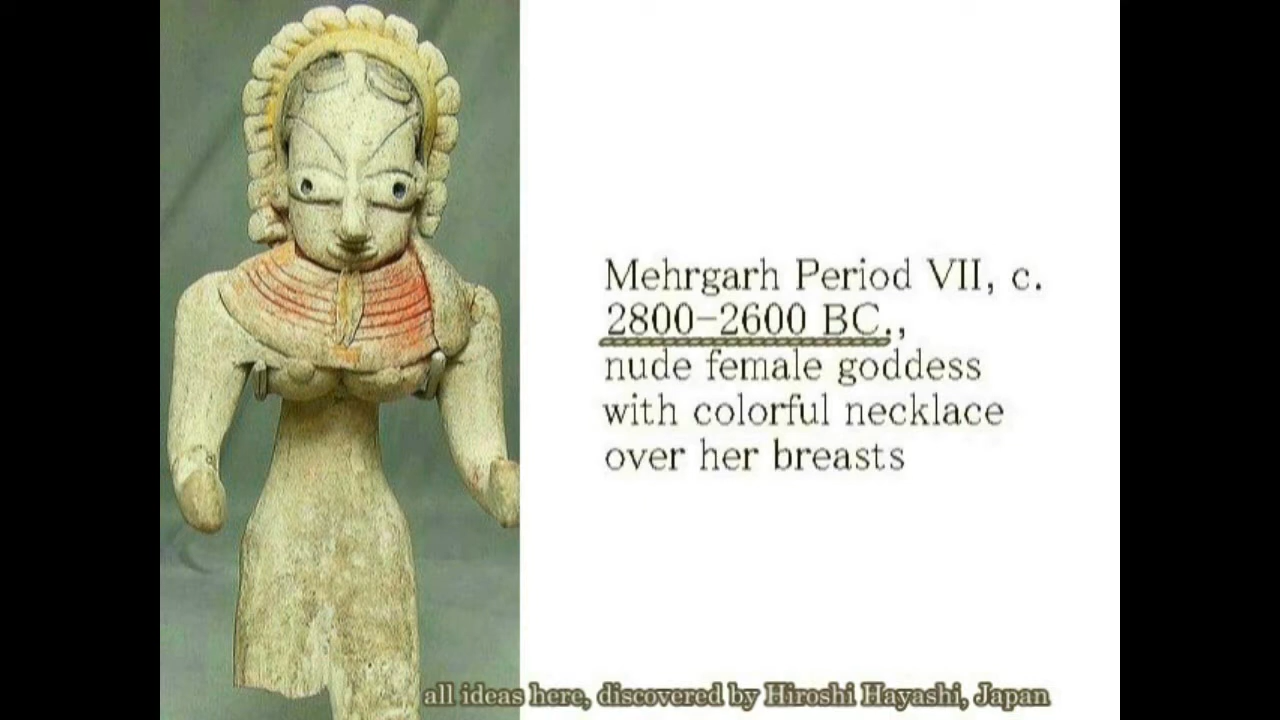 Mehrgarh Period VII, c.
2800-2600 BC.,
nude female goddess
with colorful necklace
over her breasts
all ideas here, discovered by Hiroshi Hayashi, Japan